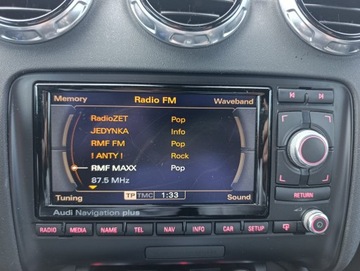 Memory Radio FM Waveband
RadioZET Pop
JEDYNKA Info
RMF FM Pop
! ANTY ! Rock
RMF MAXX Pop
87.5 MHz
Tuning TP TMC 1:33 Sound
Audi Navigation plus
RETURN
RADIO MEDIA NAME TEL NAV INFO CAR SETUP